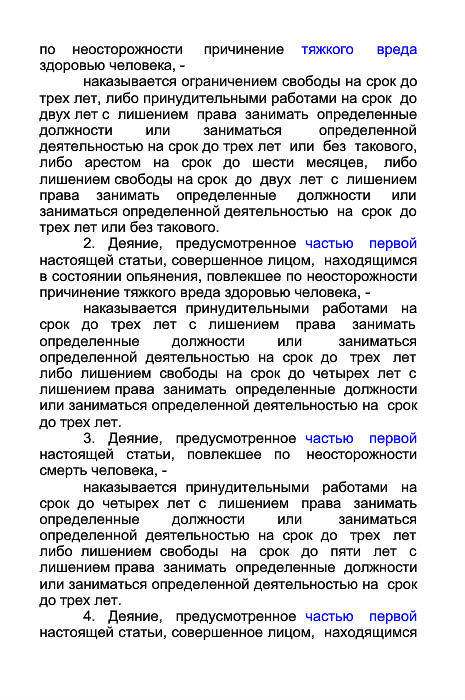 по неосторожности причинение тяжкого вреда
здоровью человека, -
наказывается ограничением свободы на срок до
трех лет, либо принудительными работами на срок до
двух лет с лишением права занимать определенные
должности или заниматься определенной
деятельностью на срок до трех лет или без такового,
либо арестом на срок до шести месяцев, либо
лишением свободы на срок до двух лет с лишением
права занимать определенные должности или
заниматься определенной деятельностью на срок до
трех лет или без такового.
2. Деяние, предусмотренное частью первой
настоящей статьи, совершенное лицом, находящимся
в состоянии опьянения, повлекшее по неосторожности
причинение тяжкого вреда здоровью человека, -
наказывается принудительными работами на
срок до трех лет с лишением права занимать
определенные должности или заниматься
определенной деятельностью на срок до трех лет
либо лишением свободы на срок до четырех лет с
лишением права занимать определенные должности
или заниматься определенной деятельностью на срок
до трех лет.
3. Деяние, предусмотренное частью первой
настоящей статьи, повлекшее по неосторожности
смерть человека, -
наказывается принудительными работами на
срок до четырех лет с лишением права занимать
определенные должности или заниматься
определенной деятельностью на срок до трех лет
либо лишением свободы на срок до пяти лет с
лишением права занимать определенные должности
или заниматься определенной деятельностью на срок
до трех лет.
4. Деяние, предусмотренное частью первой
настоящей статьи, совершенное лицом, находящимся